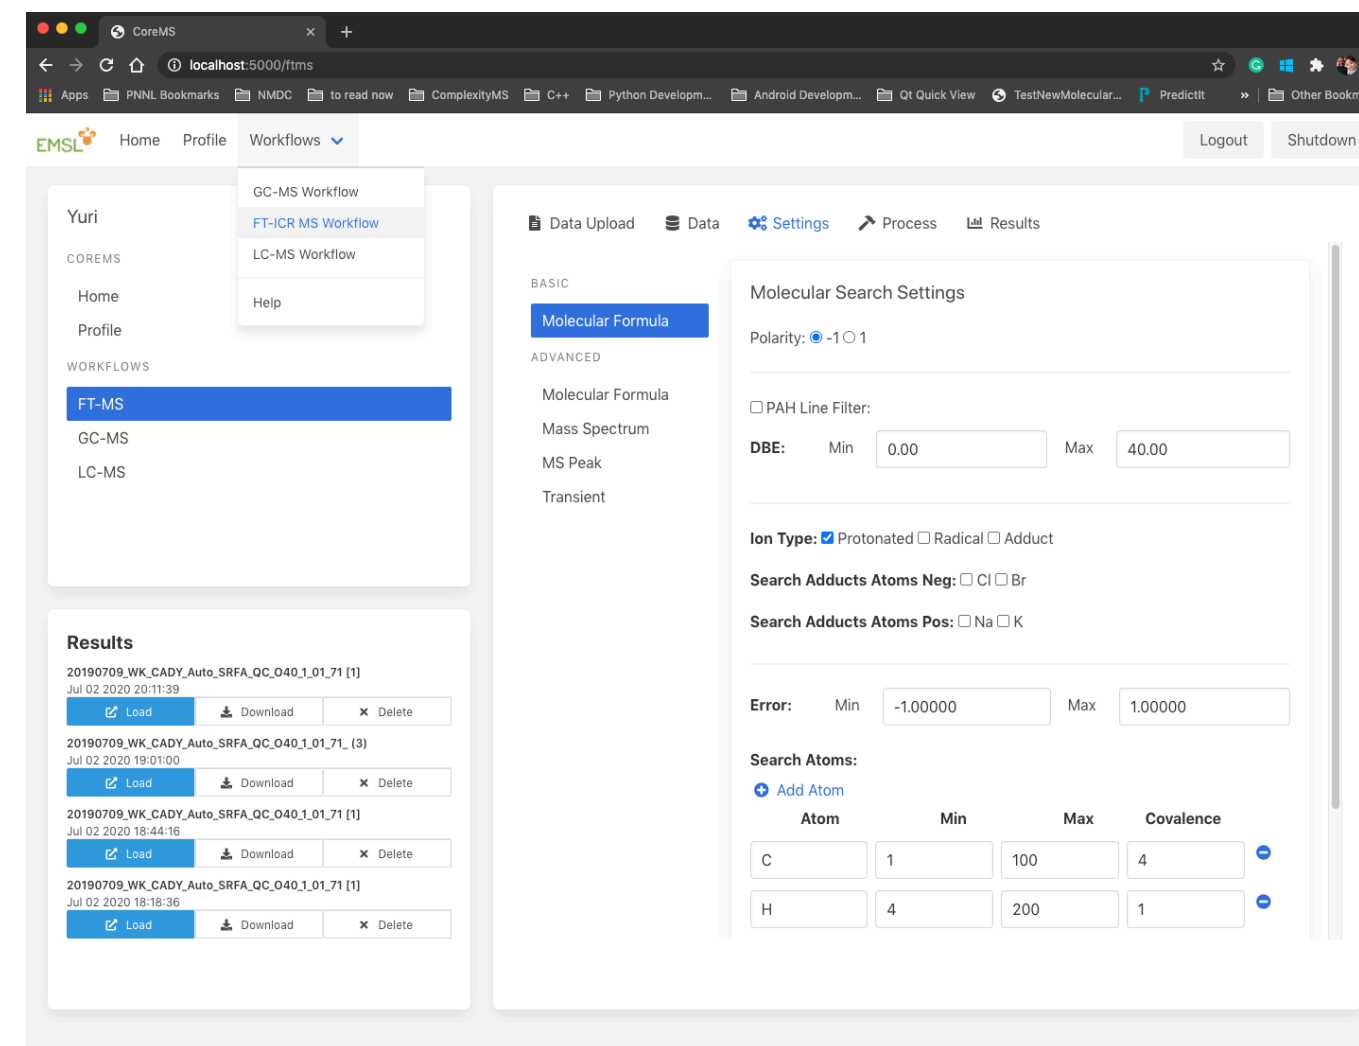 CoreMS
localhost:5000/ftms
Apps PNNL Bookmarks NMDC to read now ComplexityMS C++ Python Developm... Android Developm... Qt Quick View TestNewMolecular... PredictIt » Other Bookm
EMSL Home Profile Workflows Logout Shutdown
GC-MS Workflow
FT-ICR MS Workflow
LC-MS Workflow
Help
Yuri
COREMS
Home
Profile
WORKFLOWS
FT-MS
GC-MS
LC-MS
Results
20190709_WK_CADY_Auto_SRFA_QC_O40_1_01_71 [1]
Jul 02 2020 20:11:39
Load Download Delete
20190709_WK_CADY_Auto_SRFA_QC_O40_1_01_71_ (3)
Jul 02 2020 19:01:00
Load Download Delete
20190709_WK_CADY_Auto_SRFA_QC_O40_1_01_71 [1]
Jul 02 2020 18:44:16
Load Download Delete
20190709_WK_CADY_Auto_SRFA_QC_O40_1_01_71 [1]
Jul 02 2020 18:18:36
Load Download Delete
Data Upload Data Settings Process Results
BASIC
Molecular Formula
ADVANCED
Molecular Formula
Mass Spectrum
MS Peak
Transient
Molecular Search Settings
Polarity: -1 1
PAH Line Filter:
DBE: Min 0.00 Max 40.00
Ion Type: Protonated Radical Adduct
Search Adducts Atoms Neg: Cl Br
Search Adducts Atoms Pos: Na K
Error: Min -1.00000 Max 1.00000
Search Atoms:
Add Atom
Atom Min Max Covalence
C 1 100 4
H 4 200 1